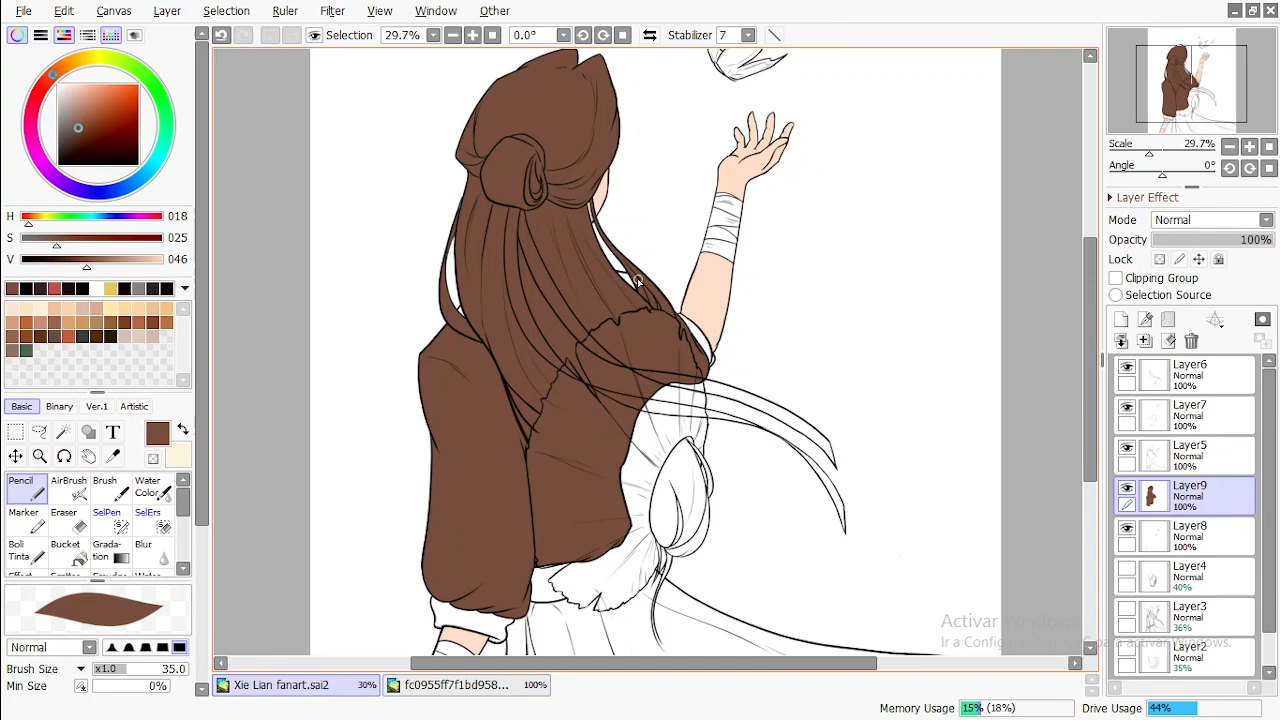 File Edit Canvas Layer Selection Ruler Filter View Window Other
Selection 29.7% 0.0° Stabilizer 7
H 018
S 025
V 046
Basic Binary Ver.1 Artistic
T
Pencil AirBrush Brush Water Color
Marker Eraser SelPen SelErs
Boli Tinta Bucket Gradation Blur
Normal
Brush Size x1.0 35.0
Min Size 0%
Scale 29.7%
Angle 0°
Layer Effect
Mode Normal
Opacity 100%
Lock
Clipping Group
Selection Source
Layer6
Normal
100%
Layer7
Normal
100%
Layer5
Normal
100%
Layer9
Normal
100%
Layer8
Normal
100%
Layer4
Normal
40%
Layer3
Normal
36%
Layer2
Normal
35%
Activar Windows
Xie Lian fanart.sai2 30% fc0955ff7f1bd958... 100%
Memory Usage 15% (18%) Drive Usage 44%